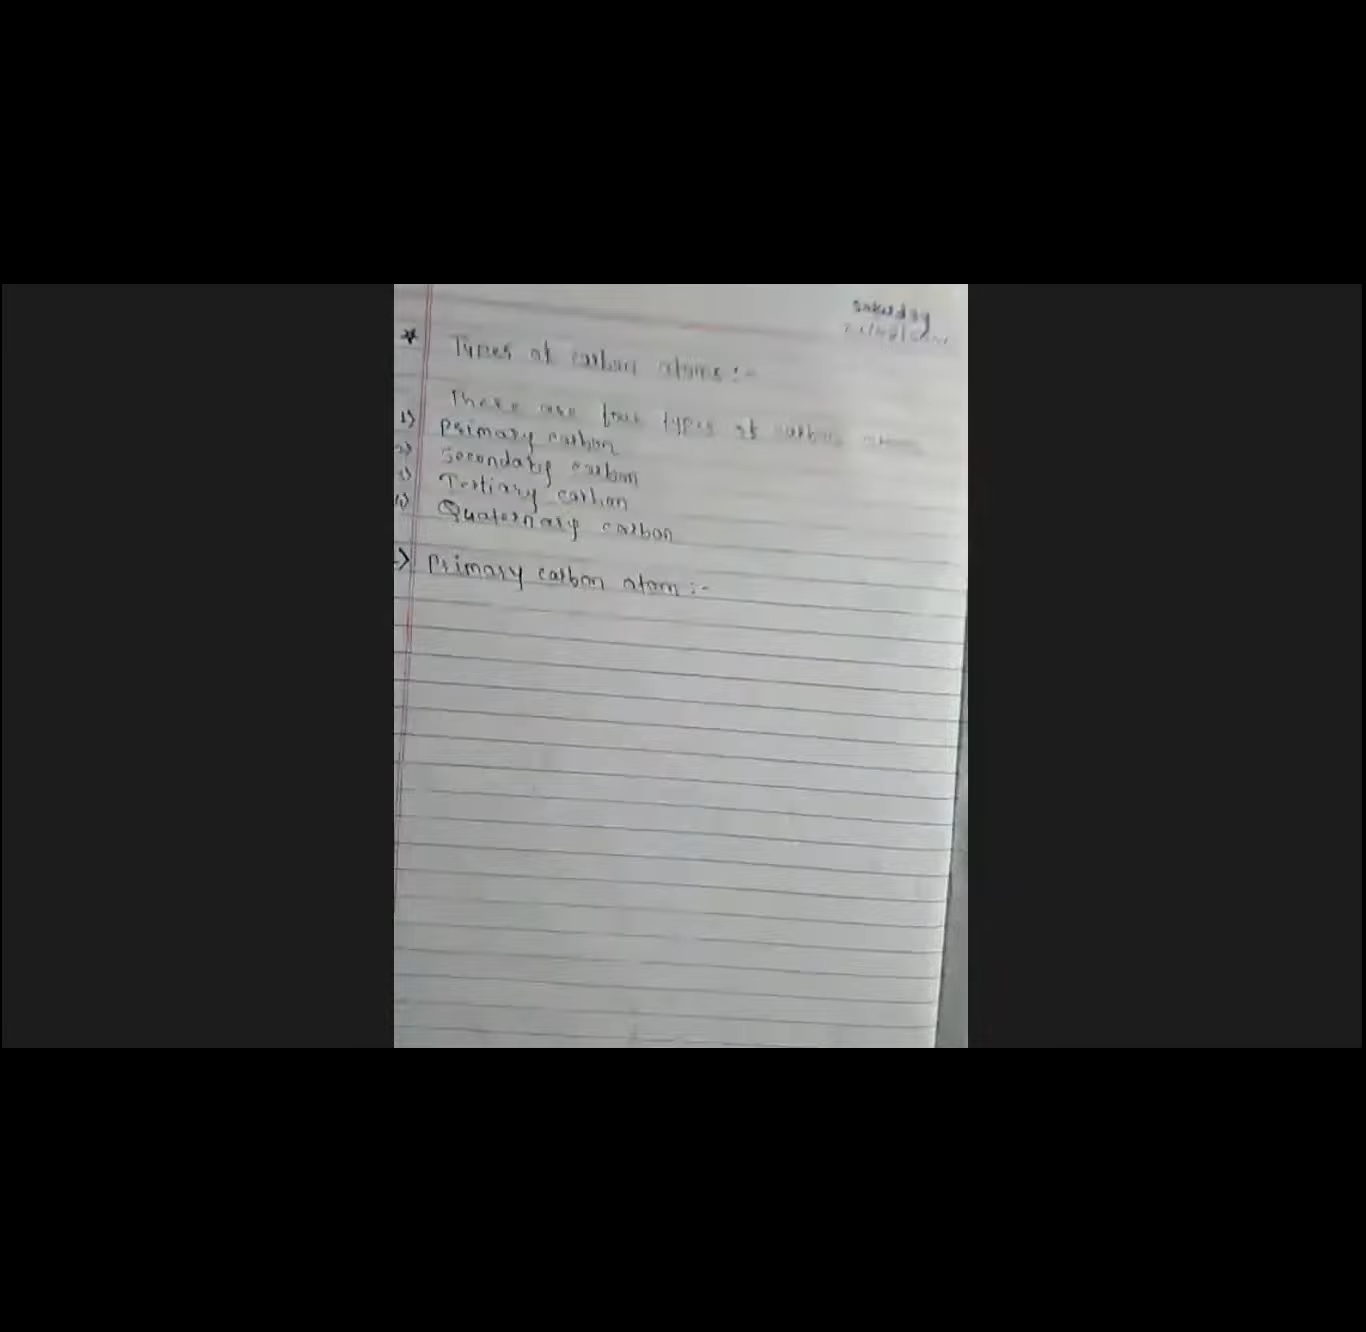 Saturday
* Types of carbon atoms :-
There are four types of carbon atom
1) Primary carbon
2) Secondary carbon
3) Tertiary carbon
4) Quaternary carbon
Primary carbon atom :-